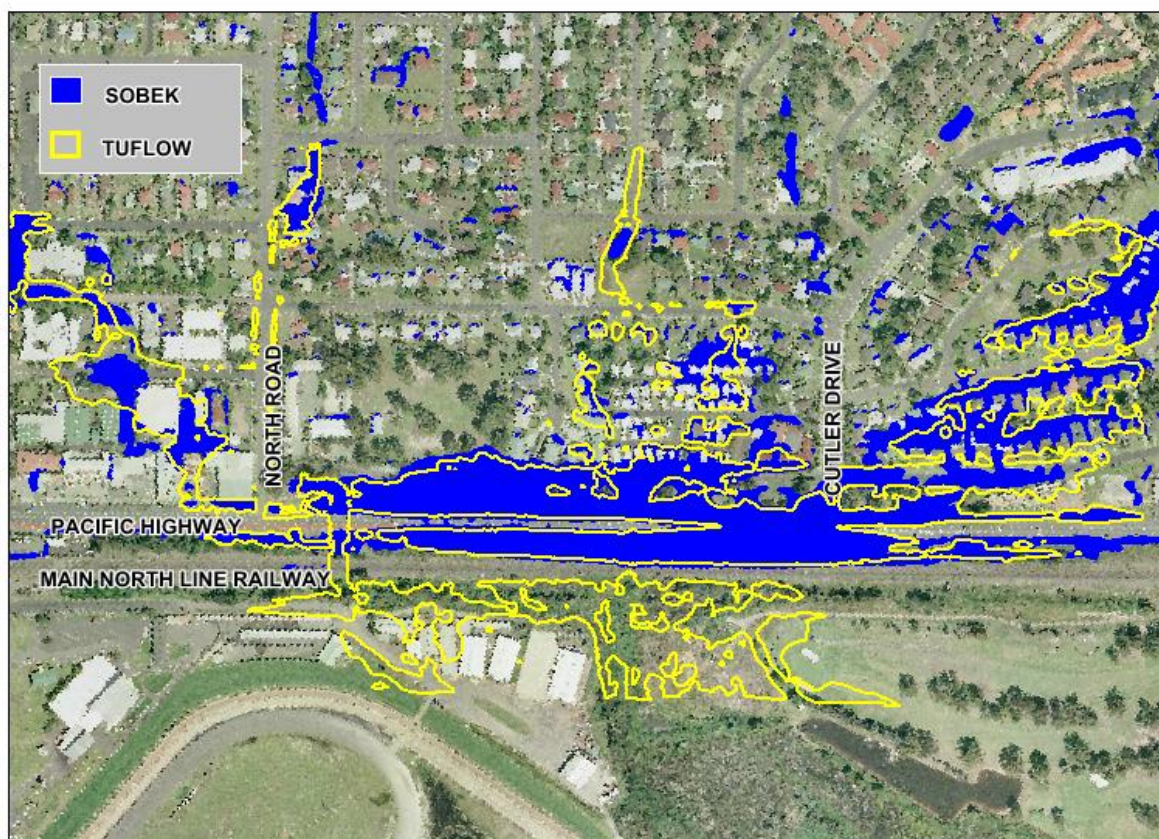 SOBEK
TUFLOW
NORTH ROAD
CUTLER DRIVE
PACIFIC HIGHWAY
MAIN NORTH LINE RAILWAY